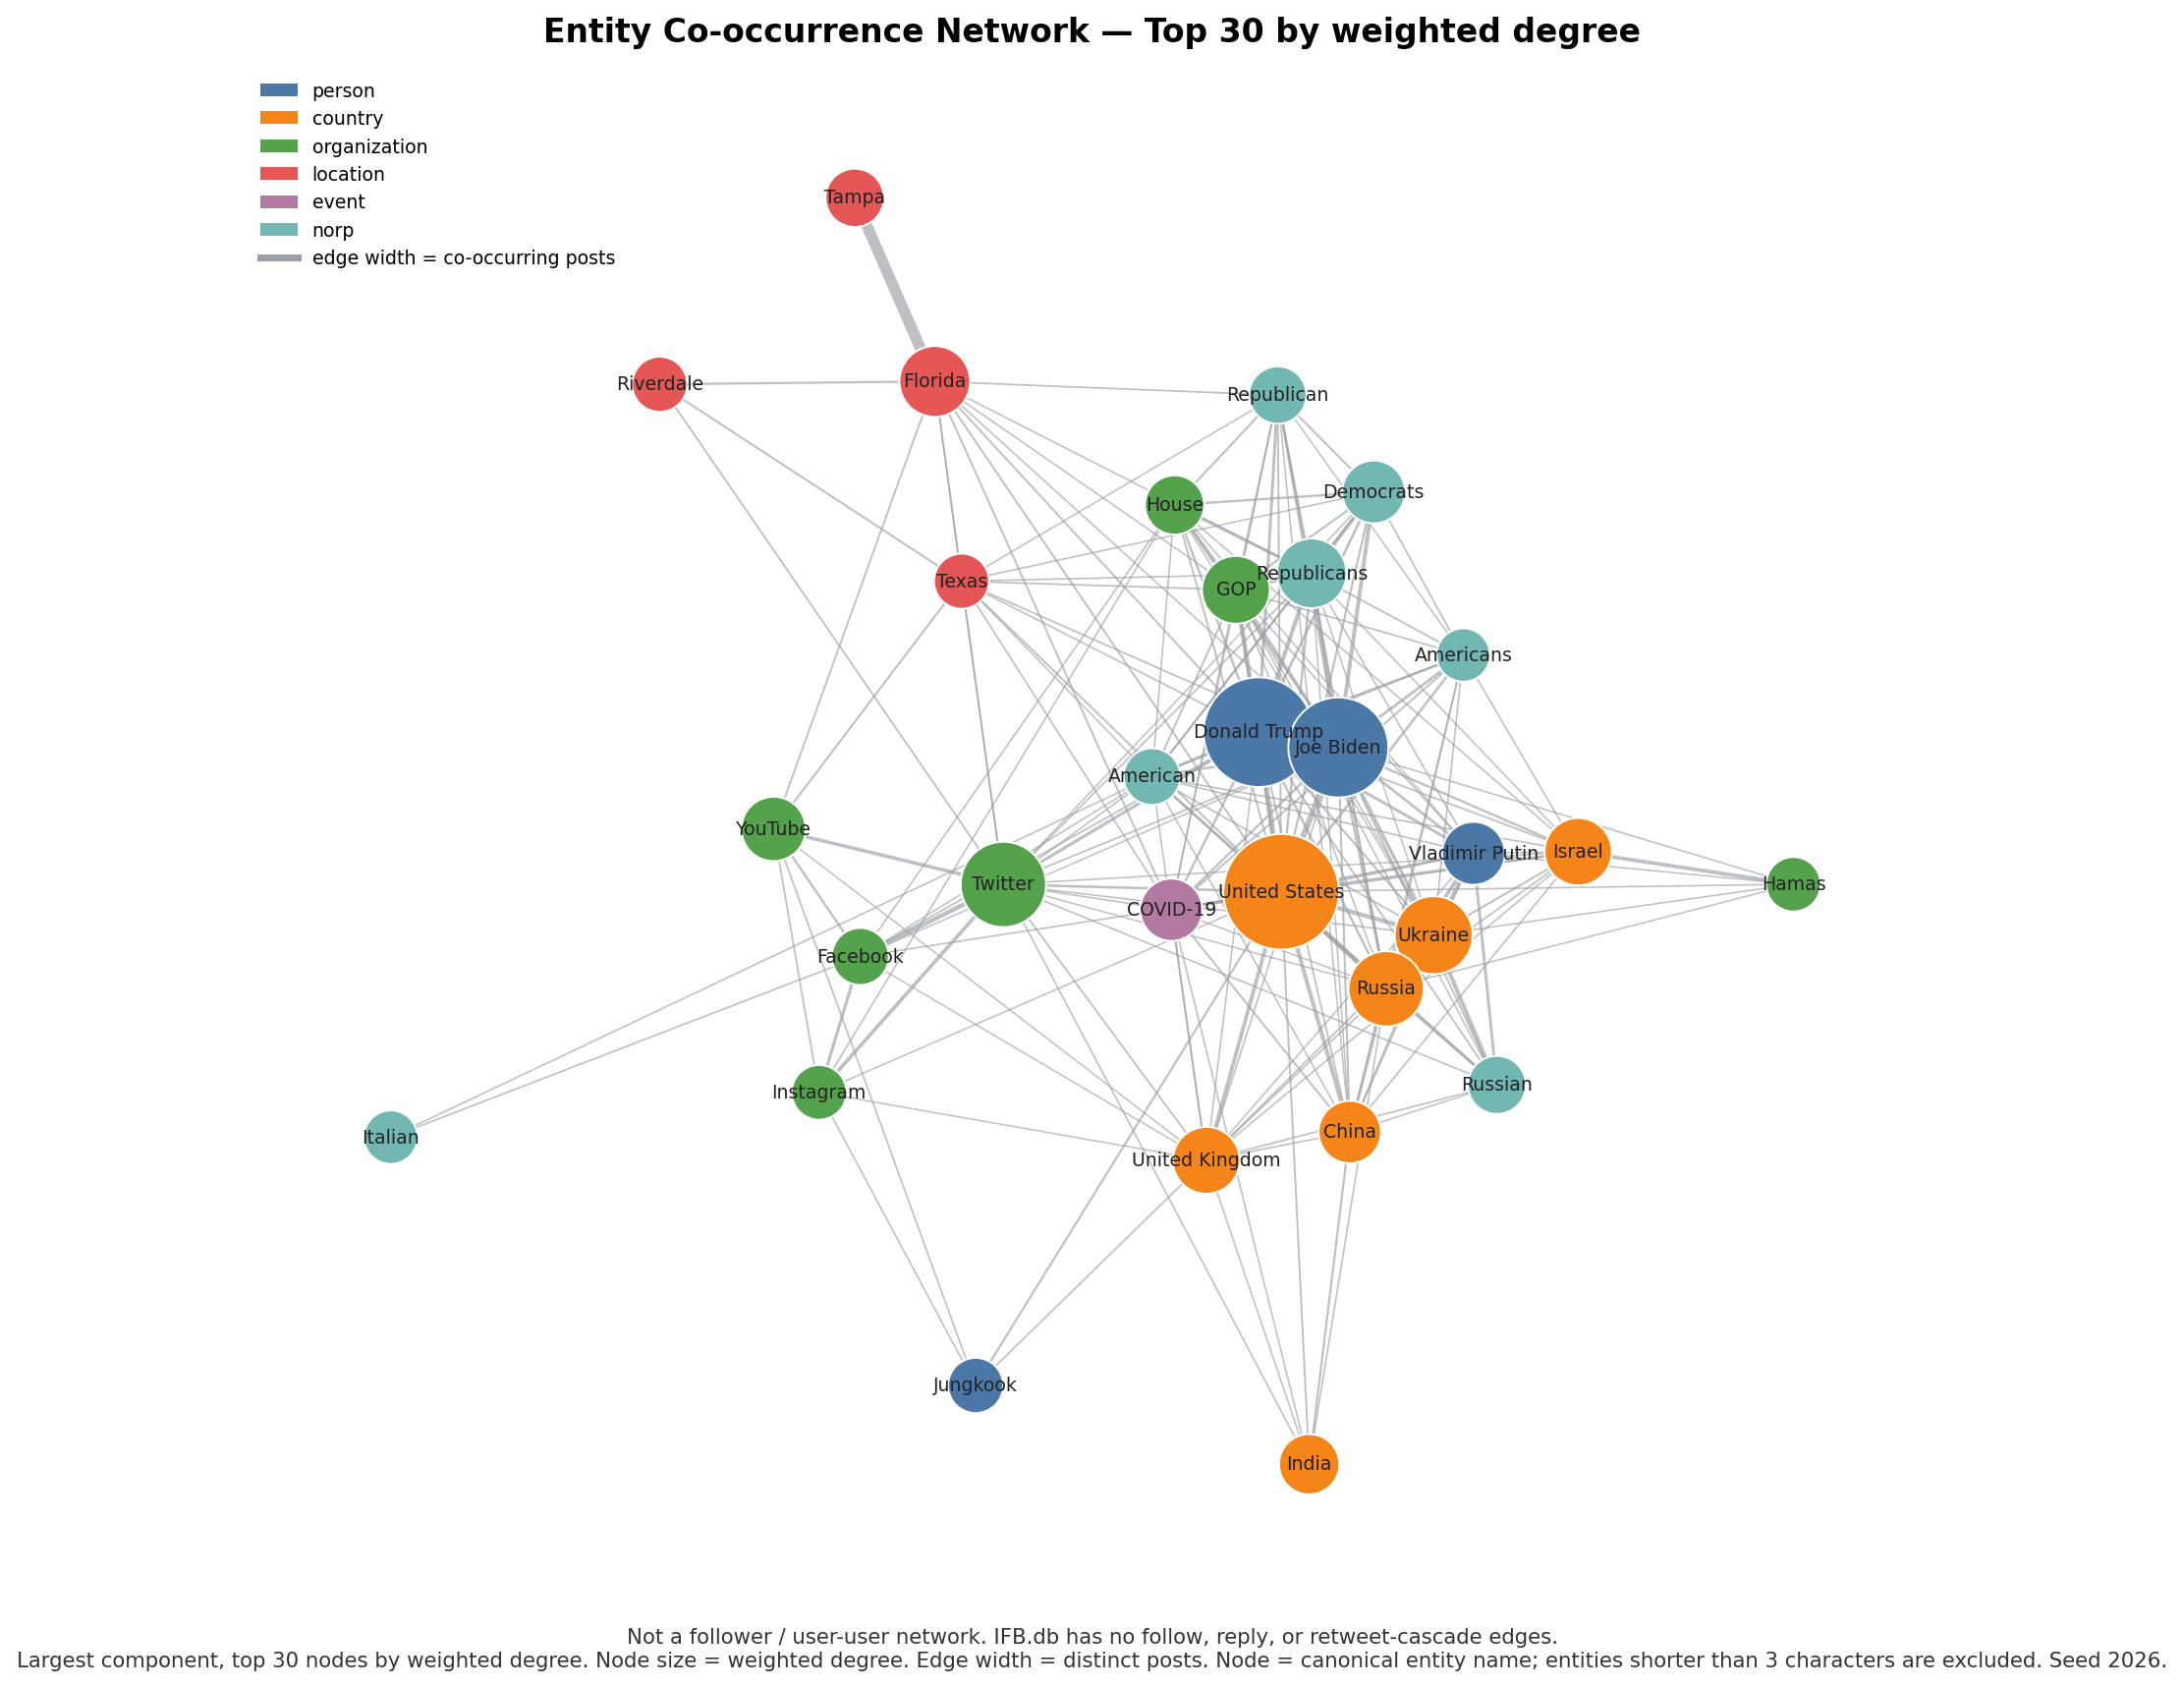 Entity Co-occurrence Network — Top 30 by weighted degree
person
country
organization
location
event
norp
edge width = co-occurring posts
Tampa
Riverdale
Florida
Republican
Democrats
House
Republicans
Texas
GOP
Americans
Donald Trump
Joe Biden
American
YouTube
Vladimir Putin
Israel
Twitter
United States
Hamas
COVID-19
Ukraine
Facebook
Russia
Instagram
Russian
Italian
China
United Kingdom
Jungkook
India
Not a follower / user-user network. IFB.db has no follow, reply, or retweet-cascade edges.
Largest component, top 30 nodes by weighted degree. Node size = weighted degree. Edge width = distinct posts. Node = canonical entity name; entities shorter than 3 characters are excluded. Seed 2026.